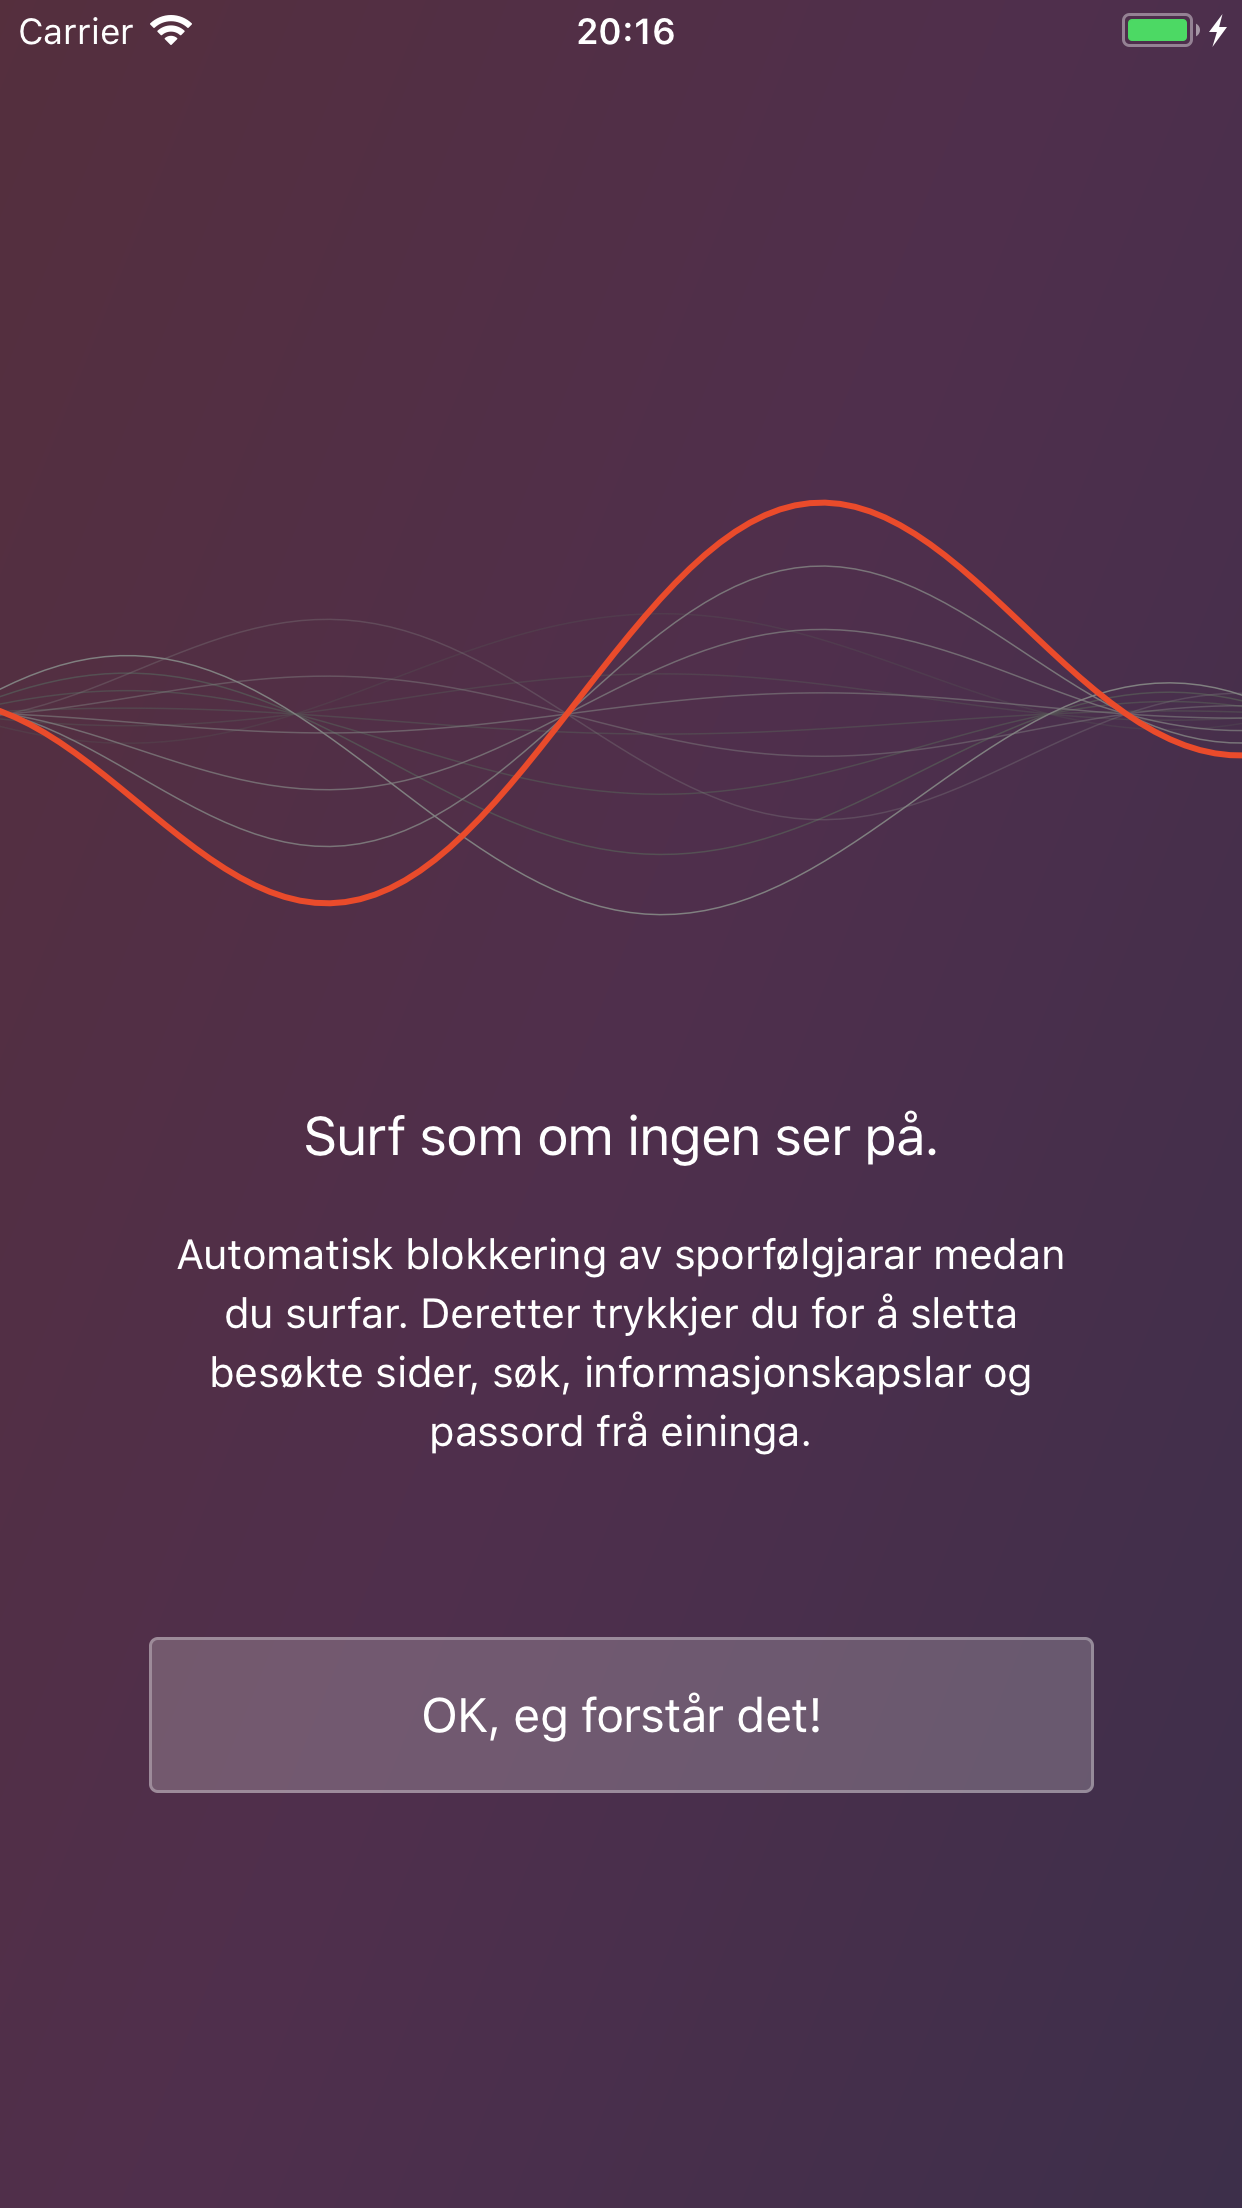 Carrier
20:16
Surf som om ingen ser på.
Automatisk blokkering av sporfølgjarar medan
du surfar. Deretter trykkjer du for å sletta
besøkte sider, søk, informasjonskapslar og
passord frå eininga.
OK, eg forstår det!